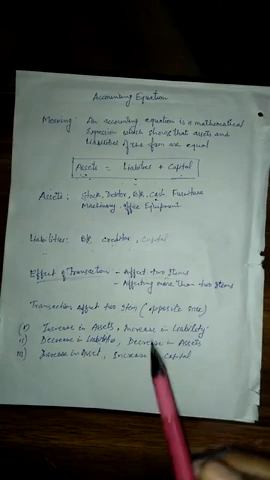 Accounting Equation
Meaning: An accounting equation is a mathematical
expression which shows that assets and
Liabilities of the firm are equal
Assets = Liabilities + Capital
Assets: Stock, Debtor, B/R, Cash Furniture
Machinery, Office Equipment
Liabilities: B/P, creditor, Capital
Effect of Transaction - Affect two Items
- Affecting more than two Items
Transaction affect two Item (opposite side)
Increase in Assets, Increase in Liability
ii) Decrease in Liability, Decrease in Assets
iii) Increase in Asset, Increase Capital